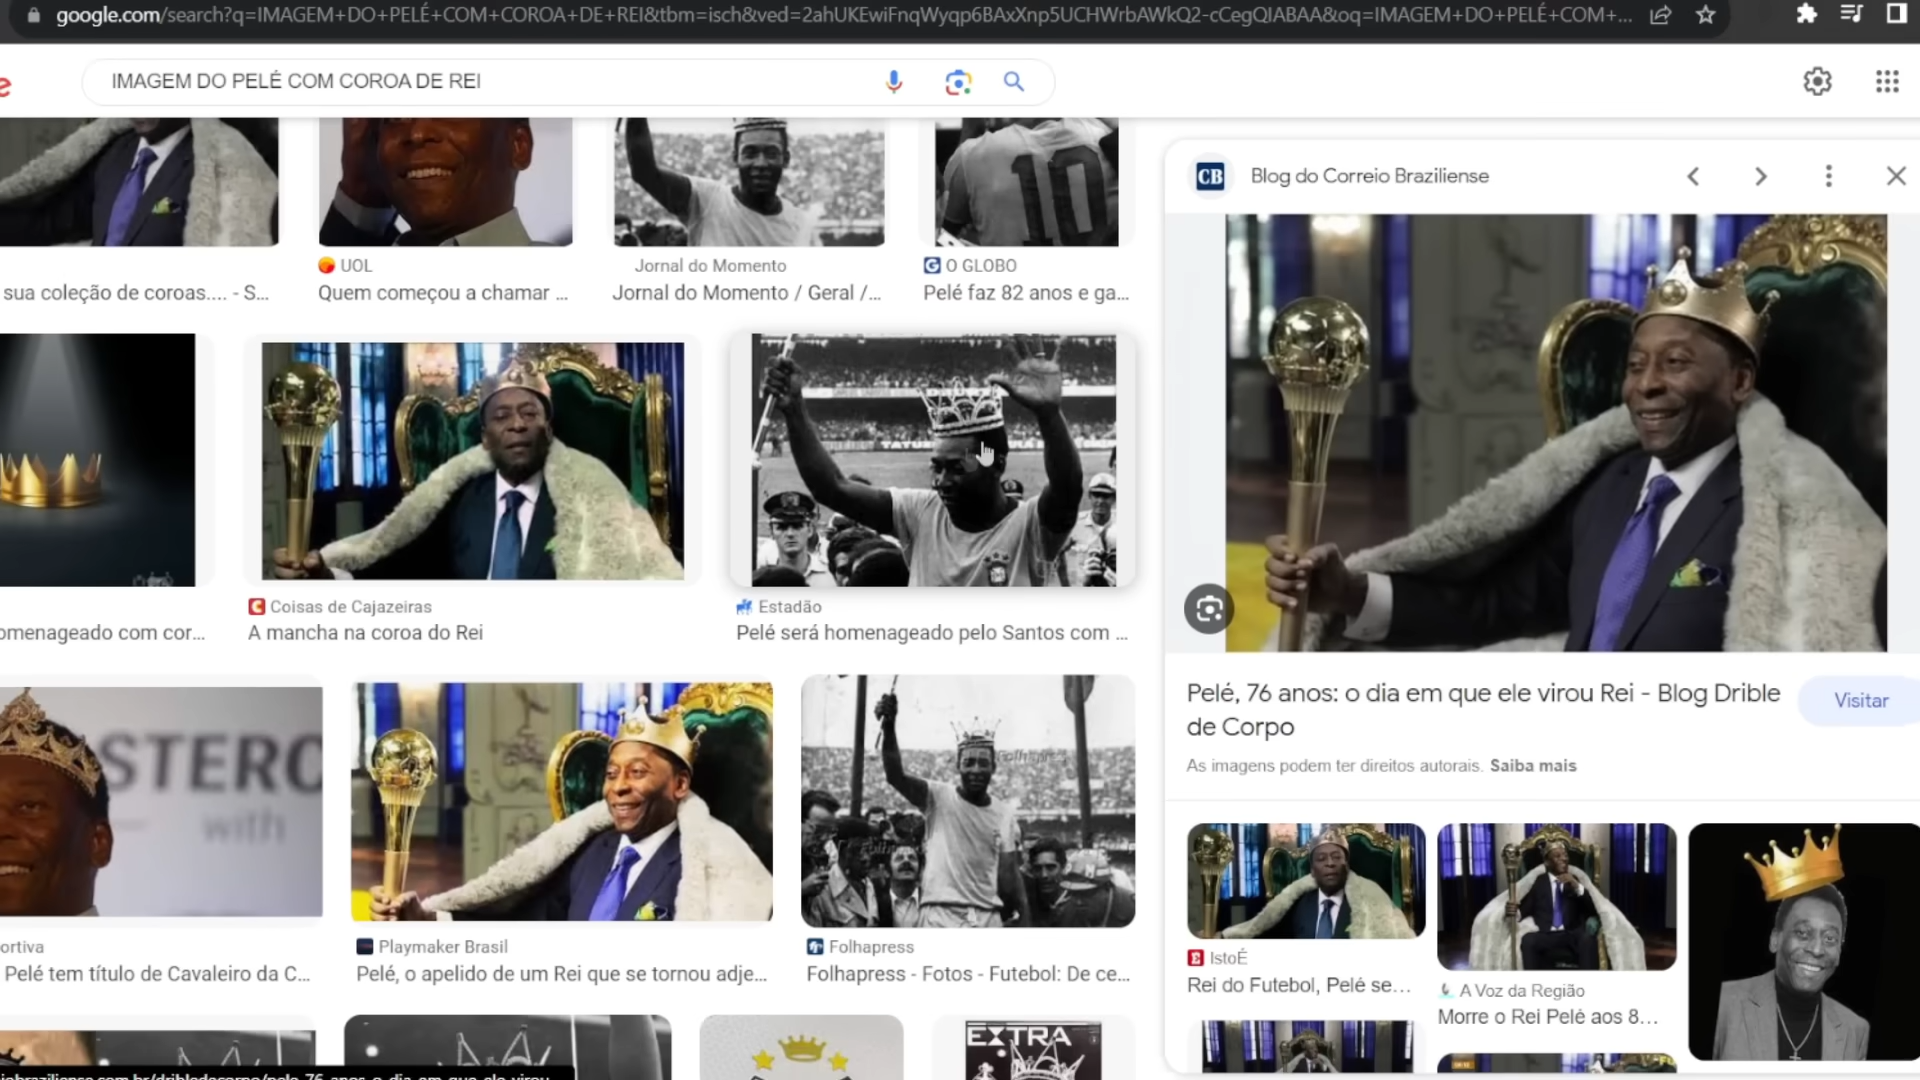 google.com/search?q=IMAGEM+DO+PELÉ+COM+COROA+DE+REI&tbm=isch&ved=2ahUKEwiFnqWyqp6BAxXnp5UCHWrbAWkQ2-cCegQIABAA&oq=IMAGEM+DO+PELÉ+COM+...
IMAGEM DO PELÉ COM COROA DE REI
Blog do Correio Braziliense
CB
10
UOL
Jornal do Momento
O GLOBO
sua coleção de coroas.... - S...
Quem começou a chamar ...
Jornal do Momento / Geral /...
Pelé faz 82 anos e ga...
Coisas de Cajazeiras
Estadão
omenageado com cor...
A mancha na coroa do Rei
Pelé será homenageado pelo Santos com ...
Pelé, 76 anos: o dia em que ele virou Rei - Blog Drible
de Corpo
Visitar
As imagens podem ter direitos autorais. Saiba mais
STERC
with
ortiva
Playmaker Brasil
Folhapress
Pelé tem título de Cavaleiro da C...
Pelé, o apelido de um Rei que se tornou adje...
Folhapress - Fotos - Futebol: De ce...
IstoÉ
Rei do Futebol, Pelé se...
A Voz da Região
Morre o Rei Pelé aos 8...
EXTRA